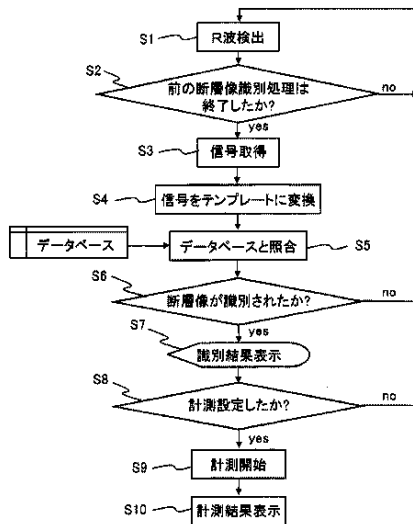 S1
R波検出
S2
前の断層像識別処理は
終了したか?
no
yes
S3
信号取得
S4
信号をテンプレートに変換
データベース
データベースと照合
S5
S6
断層像が識別されたか?
no
yes
S7
識別結果表示
S8
計測設定したか?
no
yes
S9
計測開始
S10
計測結果表示